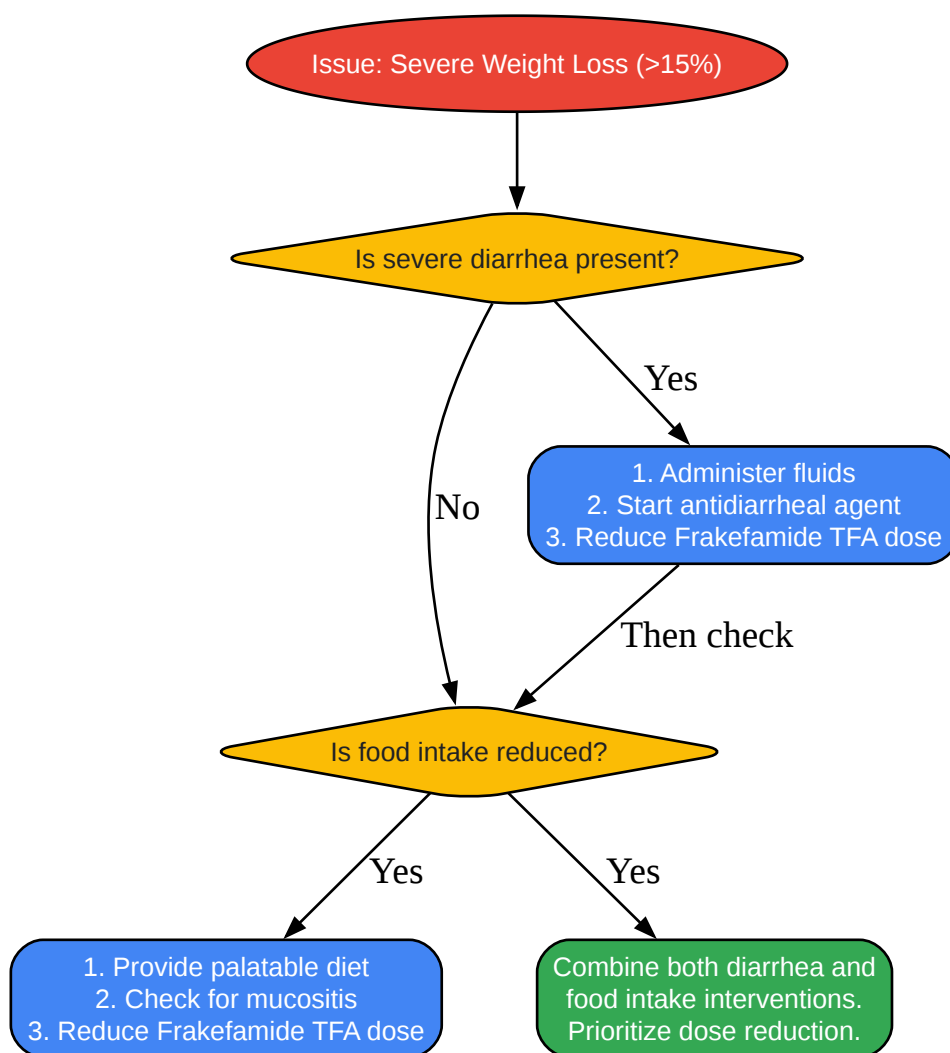 Issue: Severe Weight Loss (>15%)
Is severe diarrhea present?
Yes
1. Administer fluids
2. Start antidiarrheal agent
3. Reduce Frakefamide TFA dose
No
Then check
Is food intake reduced?
Yes
Yes
1. Provide palatable diet
2. Check for mucositis
3. Reduce Frakefamide TFA dose
Combine both diarrhea and
food intake interventions.
Prioritize dose reduction.